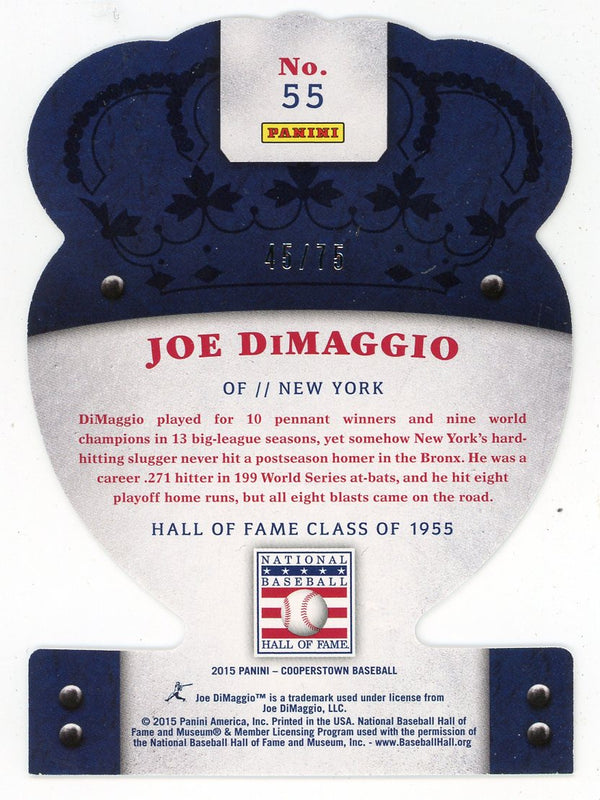 No.
55
PANINI
45/75
JOE DiMAGGIO
OF // NEW YORK
DiMaggio played for 10 pennant winners and nine world
champions in 13 big-league seasons, yet somehow New York's hard-
hitting slugger never hit a postseason homer in the Bronx. He was a
career .271 hitter in 199 World Series at-bats, and he hit eight
playoff home runs, but all eight blasts came on the road.
HALL OF FAME CLASS OF 1955
NATIONAL
BASEBALL
HALL OF FAME
2015 PANINI – COOPERSTOWN BASEBALL
Joe DiMaggio™ is a trademark used under license from
Joe DiMaggio, LLC.
© 2015 Panini America, Inc. Printed in the USA. National Baseball Hall of
Fame and Museum® & Member Licensing Program used with the permission of
the National Baseball Hall of Fame and Museum, Inc. - www.BaseballHall.org